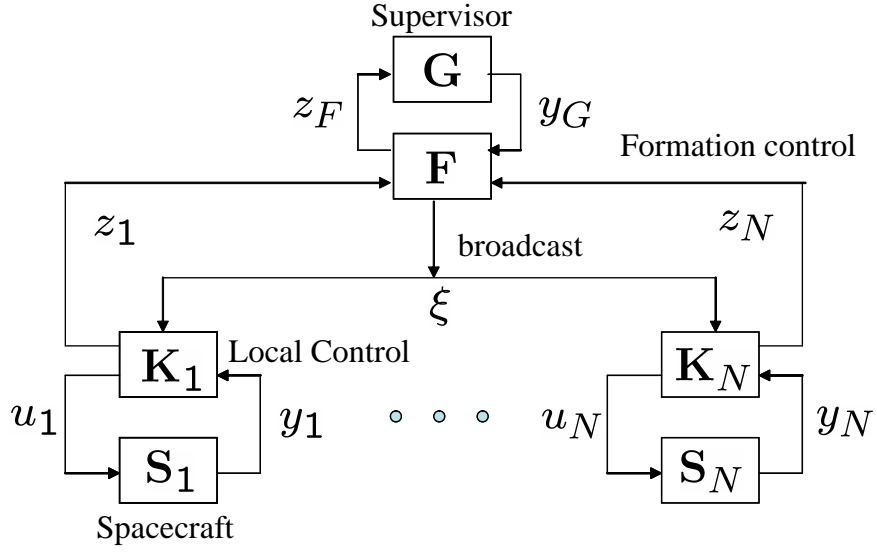 Supervisor
G
z_F
y_G
F
Formation control
z_1
z_N
broadcast
ξ
K_1
Local Control
K_N
u_1
y_1
u_N
y_N
S_1
S_N
Spacecraft